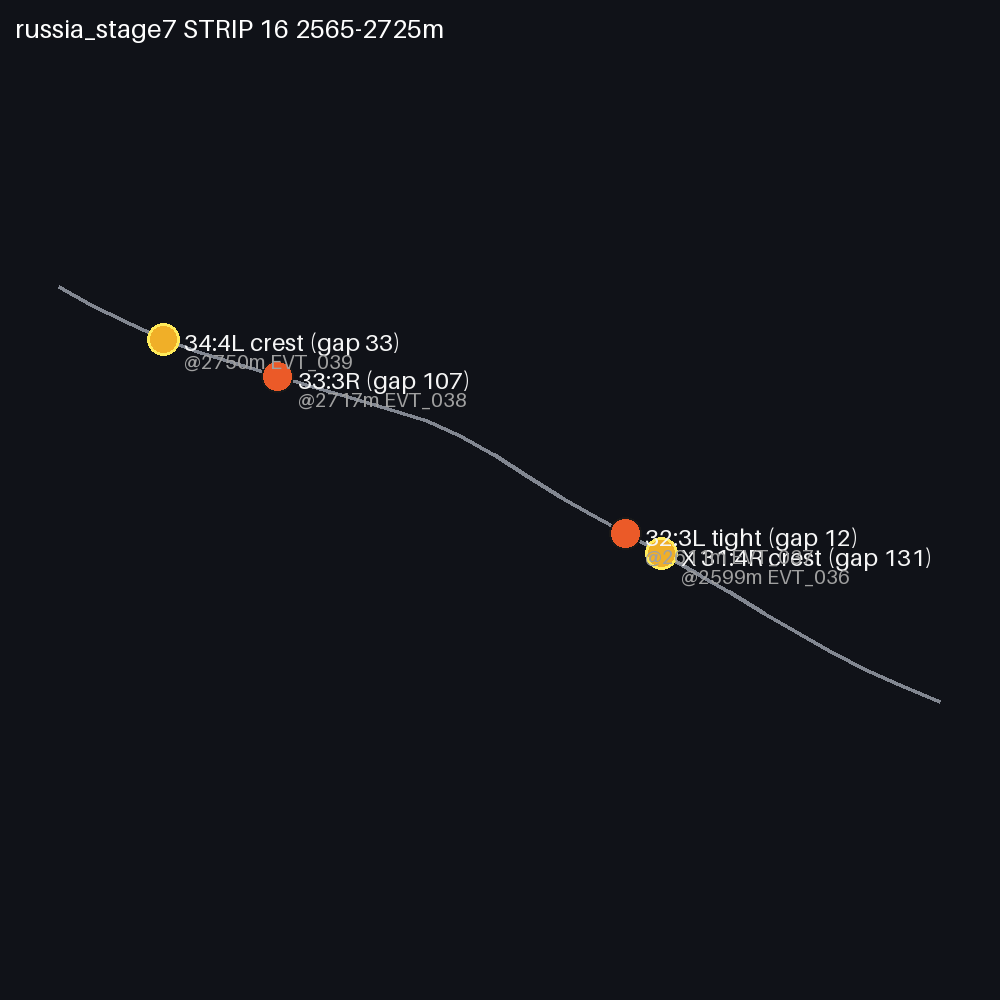 russia_stage7 STRIP 16 2565-2725m
34:4L crest (gap 33)
@2750m EVT_039
33:3R (gap 107)
@2717m EVT_038
32:3L tight (gap 12)
X 31:4R crest (gap 131)
@2599m EVT_036